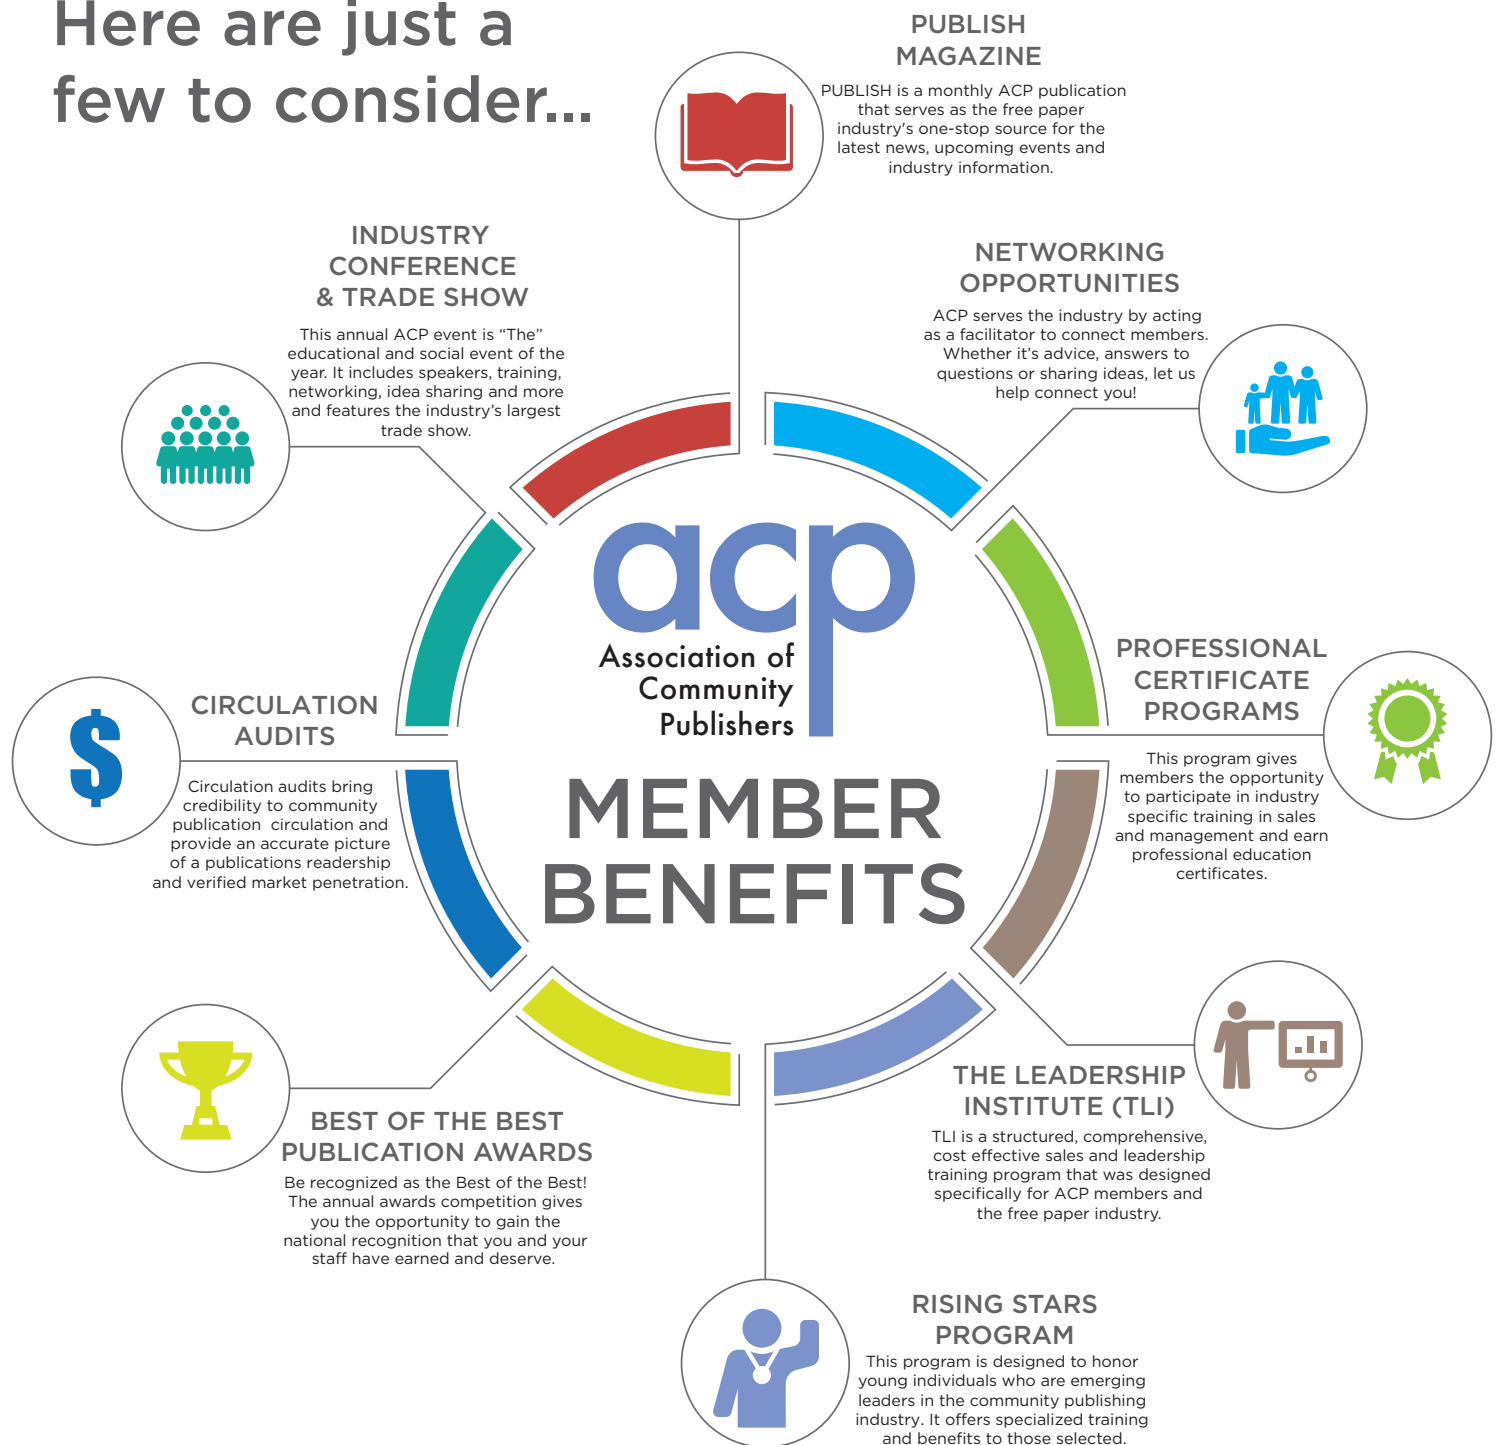 Here are just a
few to consider...
PUBLISH
MAGAZINE
PUBLISH is a monthly ACP publication
that serves as the free paper
industry's one-stop source for the
latest news, upcoming events and
industry information.
INDUSTRY
CONFERENCE
& TRADE SHOW
This annual ACP event is “The”
educational and social event of the
year. It includes speakers, training,
networking, idea sharing and more
and features the industry’s largest
trade show.
NETWORKING
OPPORTUNITIES
ACP serves the industry by acting
as a facilitator to connect members.
Whether it’s advice, answers to
questions or sharing ideas, let us
help connect you!
acp
Association of
Community
Publishers
MEMBER
BENEFITS
PROFESSIONAL
CERTIFICATE
PROGRAMS
This program gives
members the opportunity
to participate in industry
specific training in sales
and management and earn
professional education
certificates.
$
CIRCULATION
AUDITS
Circulation audits bring
credibility to community
publication  circulation and
provide an accurate picture
of a publications readership
and verified market penetration.
THE LEADERSHIP
INSTITUTE (TLI)
TLI is a structured, comprehensive,
cost effective sales and leadership
training program that was designed
specifically for ACP members and
the free paper industry.
BEST OF THE BEST
PUBLICATION AWARDS
Be recognized as the Best of the Best!
The annual awards competition gives
you the opportunity to gain the
national recognition that you and your
staff have earned and deserve.
RISING STARS
PROGRAM
This program is designed to honor
young individuals who are emerging
leaders in the community publishing
industry. It offers specialized training
and benefits to those selected.